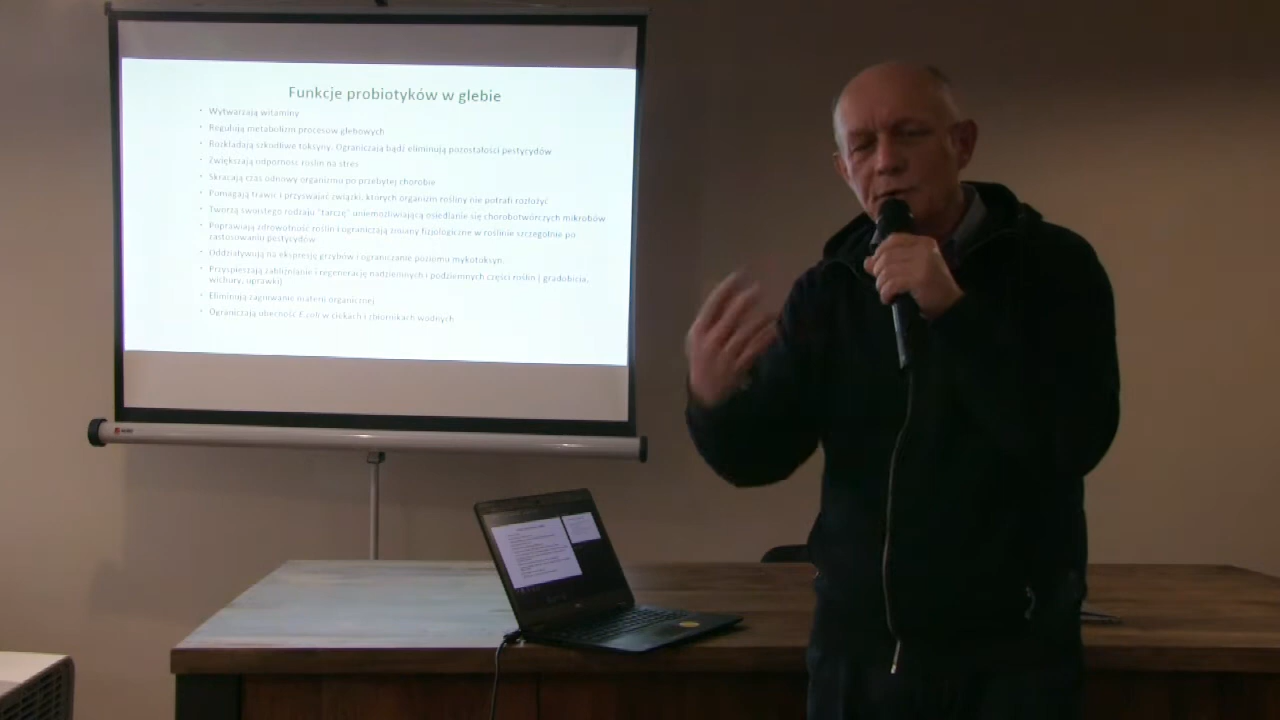 Funkcje probiotyków w glebie
• Wytwarzają witaminy
• Regulują metabolizm procesów glebowych
• Rozkładają szkodliwe toksyny. Ograniczają bądź eliminują pozostałości pestycydów
• Zwiększają odporność roślin na stres
• Skracają czas odnowy organizmu po przebytej chorobie
• Pomagają trawić i przyswajać związki, których organizm rośliny nie potrafi rozłożyć
• Tworzą swoistego rodzaju "tarczę" uniemożliwiającą osiedlanie się chorobotwórczych mikrobów
• Poprawiają zdrowotność roślin i ograniczają zmiany fizjologiczne w roślinie szczególnie po
zastosowaniu pestycydów
• Oddziaływują na ekspresję grzybów i ograniczanie poziomu mykotoksyn.
• Przyspieszają zabliźnianie i regenerację nadziemnych i podziemnych części roślin ( gradobicia,
wichury, uprawki)
• Eliminują zagniwanie materii organicznej
• Ograniczają obecność E.coli w ciekach i zbiornikach wodnych